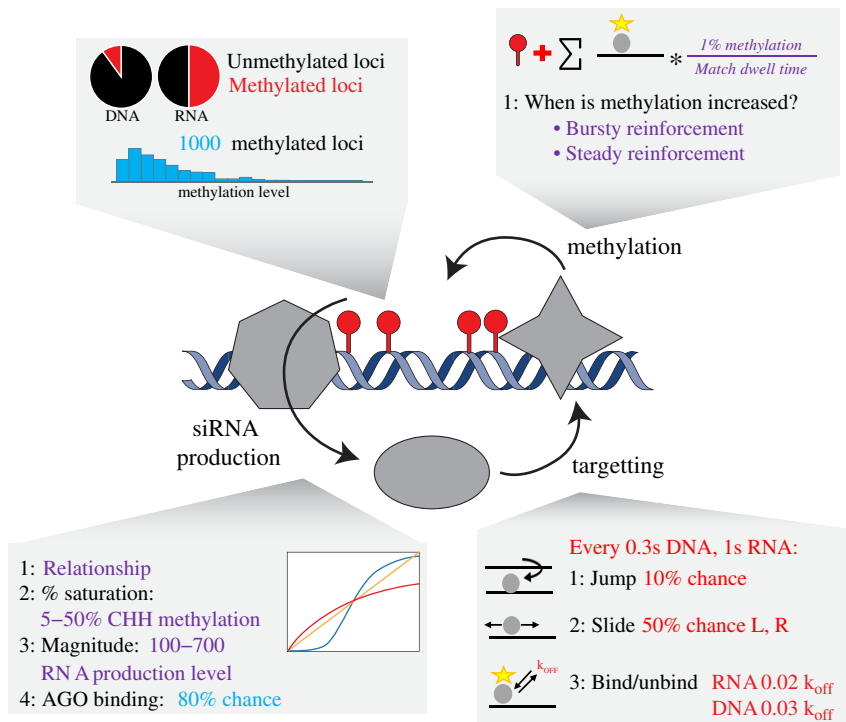 Unmethylated loci
Methylated loci
DNA
RNA
1000 methylated loci
methylation level
1% methylation
Match dwell time
+ Σ *
1: When is methylation increased?
• Bursty reinforcement
• Steady reinforcement
methylation
siRNA
production
targetting
1: Relationship
2: % saturation:
5–50% CHH methylation
3: Magnitude: 100–700
RN A production level
4: AGO binding: 80% chance
Every 0.3s DNA, 1s RNA:
1: Jump 10% chance
2: Slide 50% chance L, R
kOFF
3: Bind/unbind RNA 0.02 koff
DNA 0.03 koff